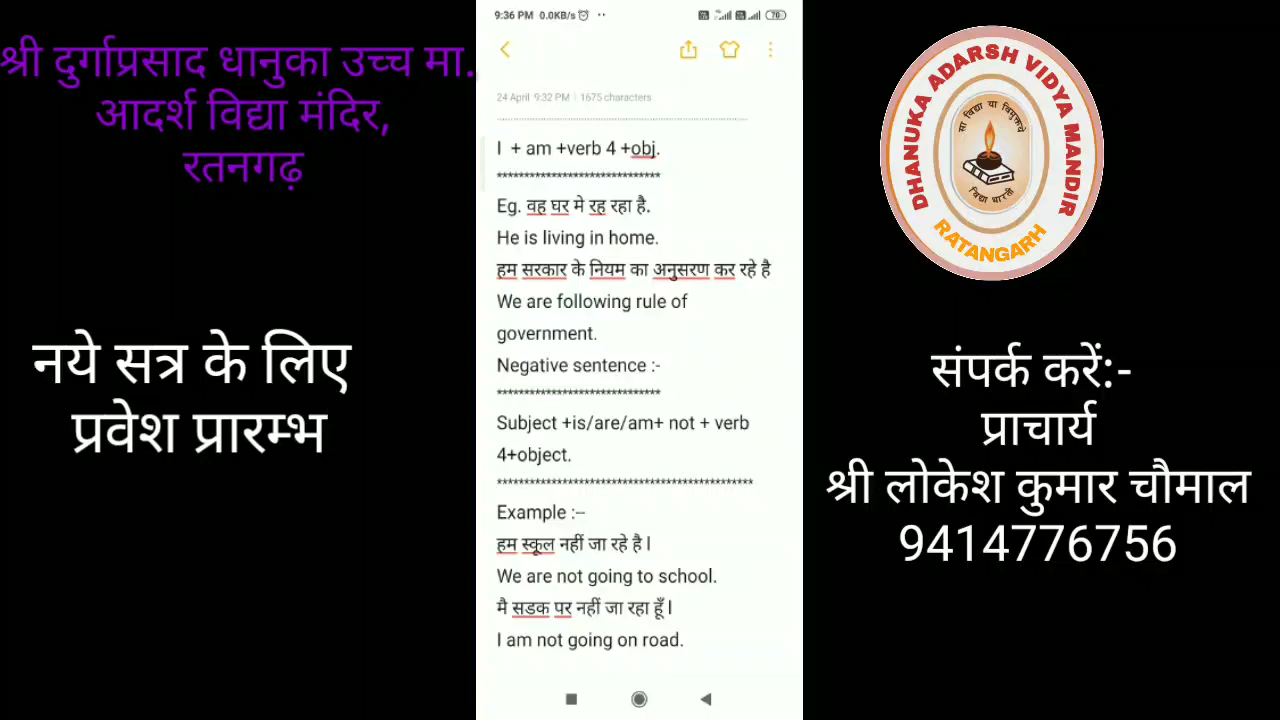 श्री दुर्गाप्रसाद धानुका उच्च मा.
आदर्श विद्या मंदिर,
रतनगढ़
नये सत्र के लिए
प्रवेश प्रारम्भ
9:36 PM 0.0KB/s
70
24 April 9:32 PM | 1675 characters
I + am +verb 4 +obj.
******************************
Eg. वह घर मे रह रहा है.
He is living in home.
हम सरकार के नियम का अनुसरण कर रहे है
We are following rule of
government.
Negative sentence :-
******************************
Subject +is/are/am+ not + verb
4+object.
***********************************************
Example :--
हम स्कूल नहीं जा रहे है l
We are not going to school.
मै सडक पर नहीं जा रहा हूँ l
I am not going on road.
DHANUKA ADARSH VIDYA MANDIR
सा विद्या या विमुक्तये
विद्या भारती
RATANGARH
संपर्क करें:-
प्राचार्य
श्री लोकेश कुमार चौमाल
9414776756